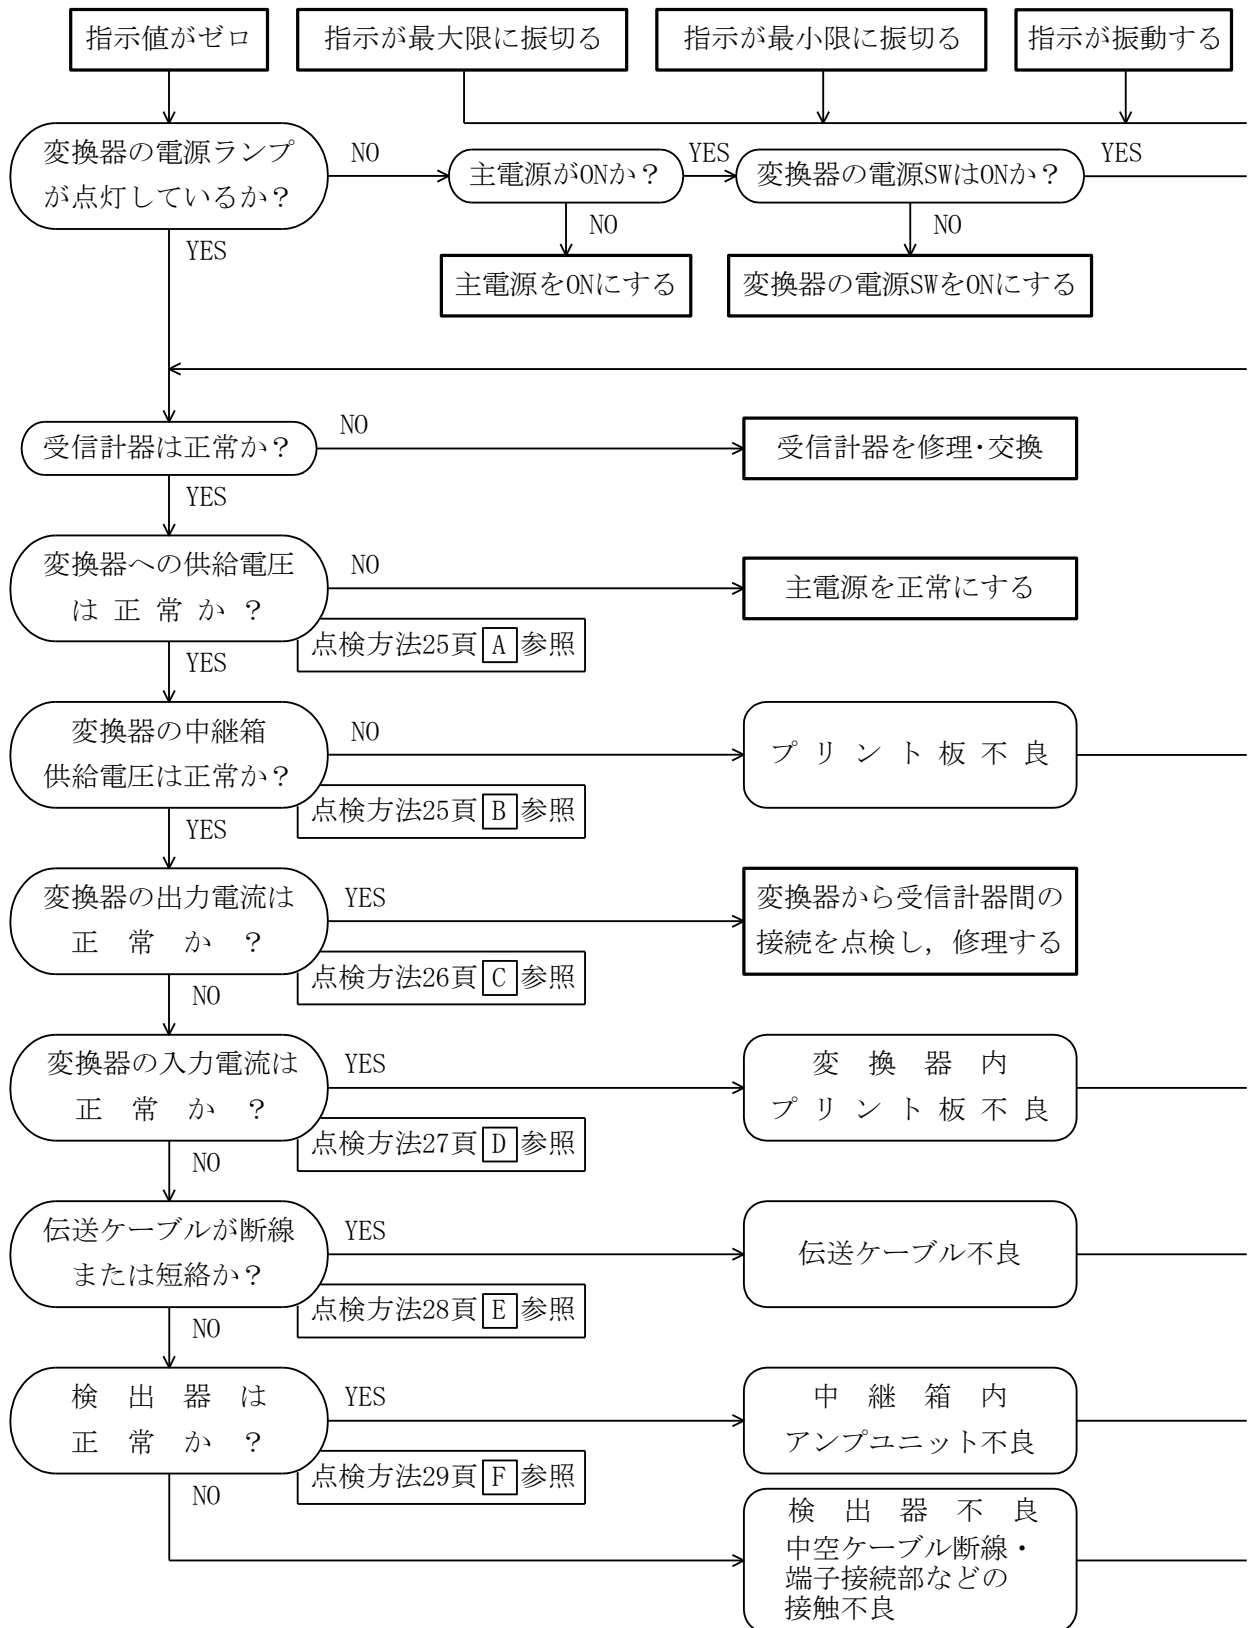 指示値がゼロ
指示が最大限に振切る
指示が最小限に振切る
指示が振動する
変換器の電源ランプ
が点灯しているか？
NO
主電源がONか？
YES
変換器の電源SWはONか？
YES
YES
NO
NO
主電源をONにする
変換器の電源SWをONにする
受信計器は正常か？
NO
受信計器を修理・交換
YES
変換器への供給電圧
は正常か？
NO
主電源を正常にする
点検方法25頁 A 参照
YES
変換器の中継箱
供給電圧は正常か？
NO
プリント板不良
点検方法25頁 B 参照
YES
変換器の出力電流は
正常か？
YES
変換器から受信計器間の
接続を点検し，修理する
点検方法26頁 C 参照
NO
変換器の入力電流は
正常か？
YES
変換器内
プリント板不良
点検方法27頁 D 参照
NO
伝送ケーブルが断線
または短絡か？
YES
伝送ケーブル不良
点検方法28頁 E 参照
NO
検出器は
正常か？
YES
中継箱内
アンプユニット不良
点検方法29頁 F 参照
NO
検出器不良
中空ケーブル断線・
端子接続部などの
接触不良